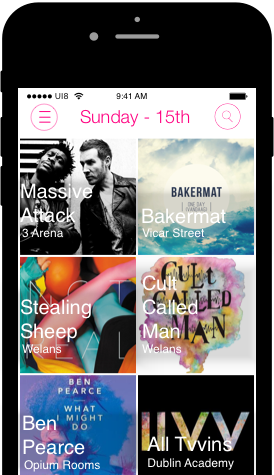 UI8
9:41 AM
Sunday - 15th
Massive
Attack
3 Arena
BAKERMAT
ONE DAY
(VANDAAG)
Bakermat
Vicar Street
NOT
REAL
Stealing
Sheep
Welans
CULT
CALLED
MAN
Cult
Called
Man
Welans
BEN
PEARCE
WHAT
I MIGHT
DO
Ben
Pearce
Opium Rooms
All Tvvins
Dublin Academy